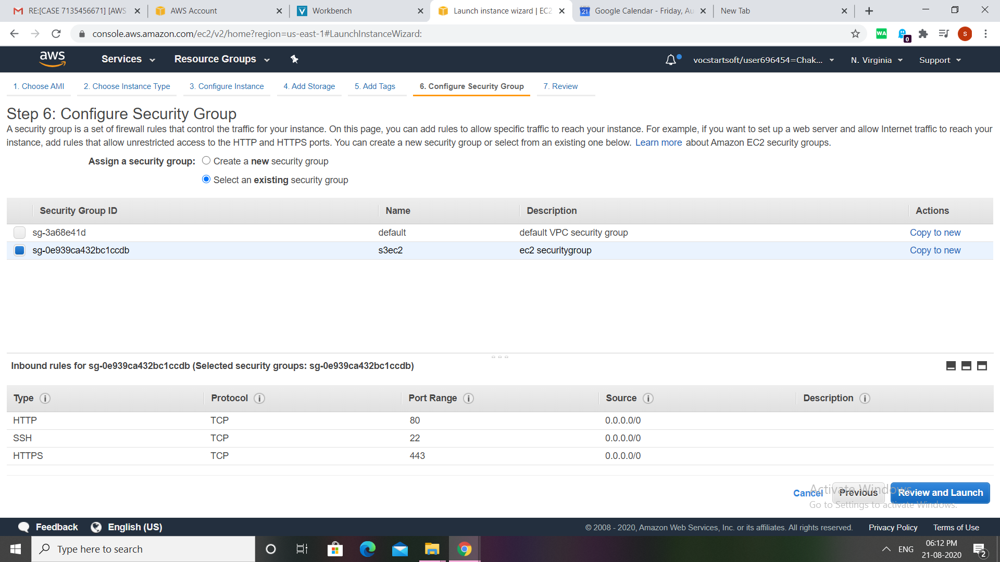 RE:[CASE 7135456671] [AWS
AWS Account
Workbench
Launch instance wizard | EC2
Google Calendar - Friday, Au
New Tab
console.aws.amazon.com/ec2/v2/home?region=us-east-1#LaunchInstanceWizard:
WA
0
S
aws
Services
Resource Groups
vocstartsoft/user696454=Chak...
N. Virginia
Support
1. Choose AMI
2. Choose Instance Type
3. Configure Instance
4. Add Storage
5. Add Tags
6. Configure Security Group
7. Review
Step 6: Configure Security Group
A security group is a set of firewall rules that control the traffic for your instance. On this page, you can add rules to allow specific traffic to reach your instance. For example, if you want to set up a web server and allow Internet traffic to reach your
instance, add rules that allow unrestricted access to the HTTP and HTTPS ports. You can create a new security group or select from an existing one below. Learn more about Amazon EC2 security groups.
Assign a security group: Create a new security group
Select an existing security group
Security Group ID Name Description Actions
sg-3a68e41d default default VPC security group Copy to new
sg-0e939ca432bc1ccdb s3ec2 ec2 securitygroup Copy to new
Inbound rules for sg-0e939ca432bc1ccdb (Selected security groups: sg-0e939ca432bc1ccdb)
Type i Protocol i Port Range i Source i Description i
HTTP TCP 80 0.0.0.0/0
SSH TCP 22 0.0.0.0/0
HTTPS TCP 443 0.0.0.0/0
Cancel Previous Review and Launch
Activate Windows
Go to Settings to activate Windows.
Feedback English (US) © 2008 - 2020, Amazon Web Services, Inc. or its affiliates. All rights reserved. Privacy Policy Terms of Use
Type here to search
ENG
06:12 PM
21-08-2020
2